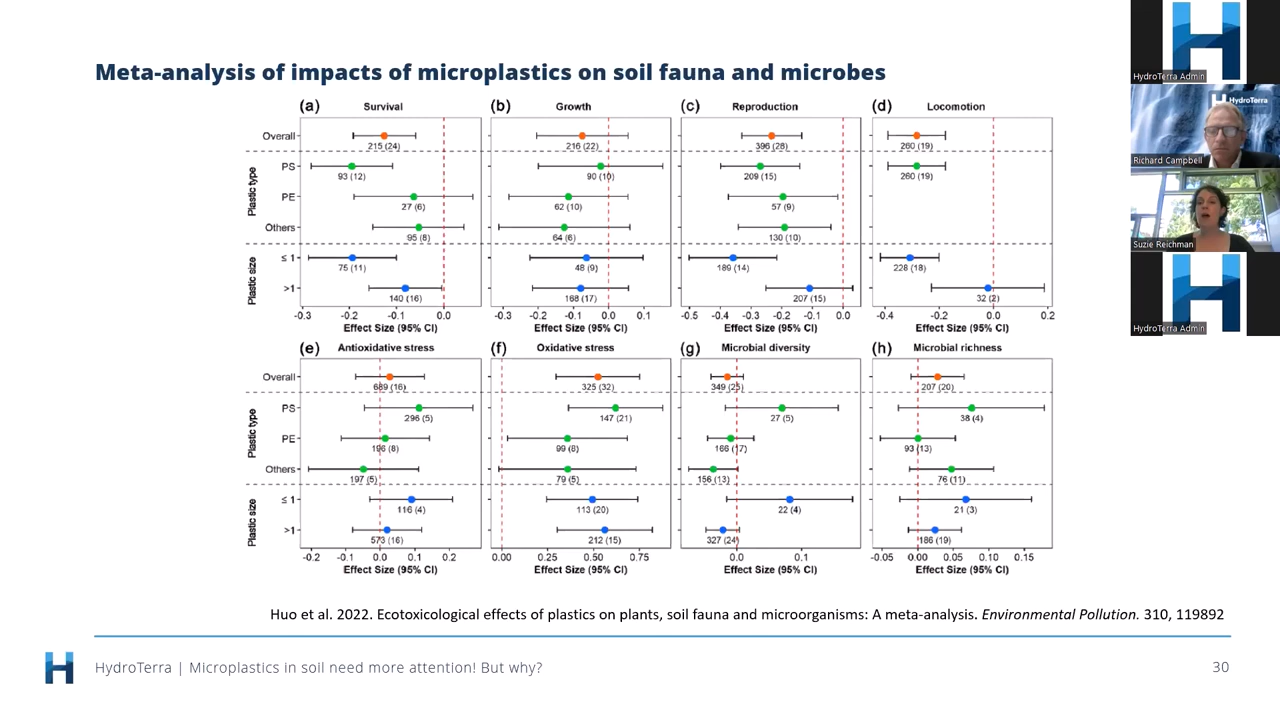 Meta-analysis of impacts of microplastics on soil fauna and microbes
(a) Survival
(b) Growth
(c) Reproduction
(d) Locomotion
Overall
Plastic type
PS
PE
Others
Plastic size
≤ 1
>1
215 (24)
93 (12)
27 (6)
95 (8)
75 (11)
140 (16)
-0.3 -0.2 -0.1 0.0
Effect Size (95% CI)
216 (22)
90 (10)
62 (10)
64 (6)
48 (9)
168 (17)
-0.3 -0.2 -0.1 0.0 0.1
Effect Size (95% CI)
396 (28)
209 (15)
57 (9)
130 (10)
189 (14)
207 (15)
-0.5 -0.4 -0.3 -0.2 -0.1 0.0
Effect Size (95% CI)
260 (19)
260 (19)
228 (18)
32 (2)
-0.4 -0.2 0.0 0.2
Effect Size (95% CI)
(e) Antioxidative stress
(f) Oxidative stress
(g) Microbial diversity
(h) Microbial richness
Overall
Plastic type
PS
PE
Others
Plastic size
≤ 1
>1
689 (16)
296 (5)
196 (8)
197 (5)
116 (4)
573 (16)
-0.2 -0.1 0.0 0.1 0.2
Effect Size (95% CI)
325 (32)
147 (21)
99 (8)
79 (5)
113 (20)
212 (15)
0.00 0.25 0.50 0.75
Effect Size (95% CI)
349 (25)
27 (5)
166 (17)
156 (13)
22 (4)
327 (24)
0.0 0.1
Effect Size (95% CI)
207 (20)
38 (4)
93 (13)
76 (11)
21 (3)
186 (19)
-0.05 0.00 0.05 0.10 0.15
Effect Size (95% CI)
Huo et al. 2022. Ecotoxicological effects of plastics on plants, soil fauna and microorganisms: A meta-analysis. Environmental Pollution. 310, 119892
HydroTerra | Microplastics in soil need more attention! But why?
30
HydroTerra Admin
HydroTerra
Richard Campbell
Suzie Reichman
HydroTerra Admin